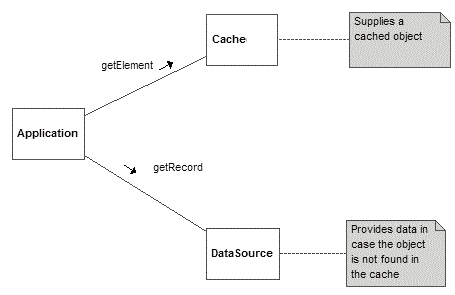 Supplies a
cached object
Cache
getElement
Application
getRecord
DataSource
Provides data in
case the object
is not found in
the cache